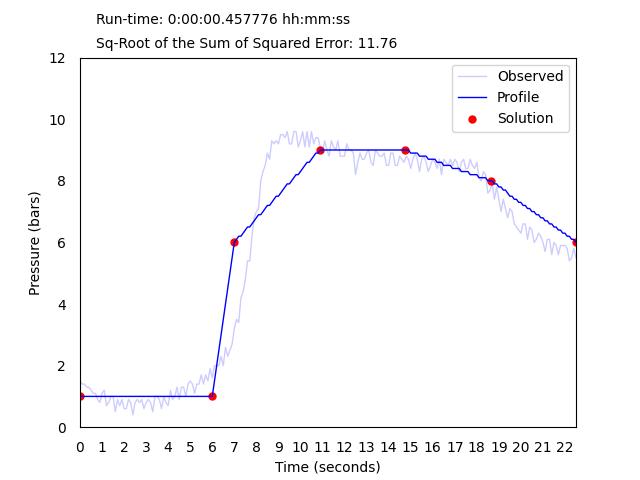 Run-time: 0:00:00.457776 hh:mm:ss
Sq-Root of the Sum of Squared Error: 11.76
12
10
8
6
4
2
0
Pressure (bars)
Observed
Profile
Solution
0 1 2 3 4 5 6 7 8 9 10 11 12 13 14 15 16 17 18 19 20 21 22
Time (seconds)